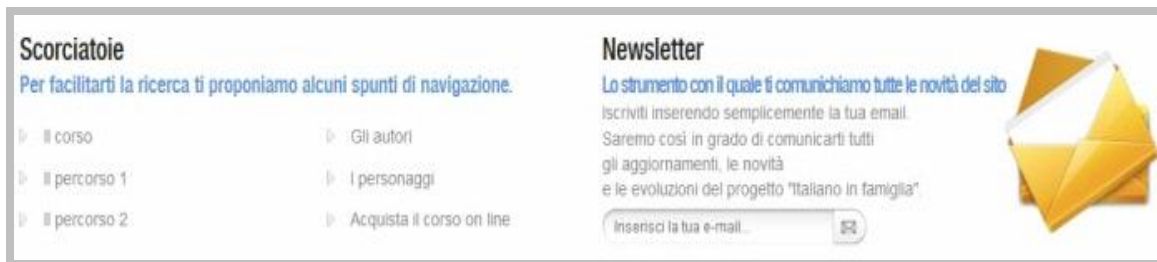 Scorciatoie
Per facilitarti la ricerca ti proponiamo alcuni spunti di navigazione.
Il corso
Il percorso 1
Il percorso 2
Gli autori
I personaggi
Acquista il corso on line
Newsletter
Lo strumento con il quale ti comunichiamo tutte le novità del sito
Iscriviti inserendo semplicemente la tua email.
Saremo così in grado di comunicarti tutti
gli aggiornamenti, le novità
e le evoluzioni del progetto "Italiano in famiglia".
Inserisci la tua e-mail...